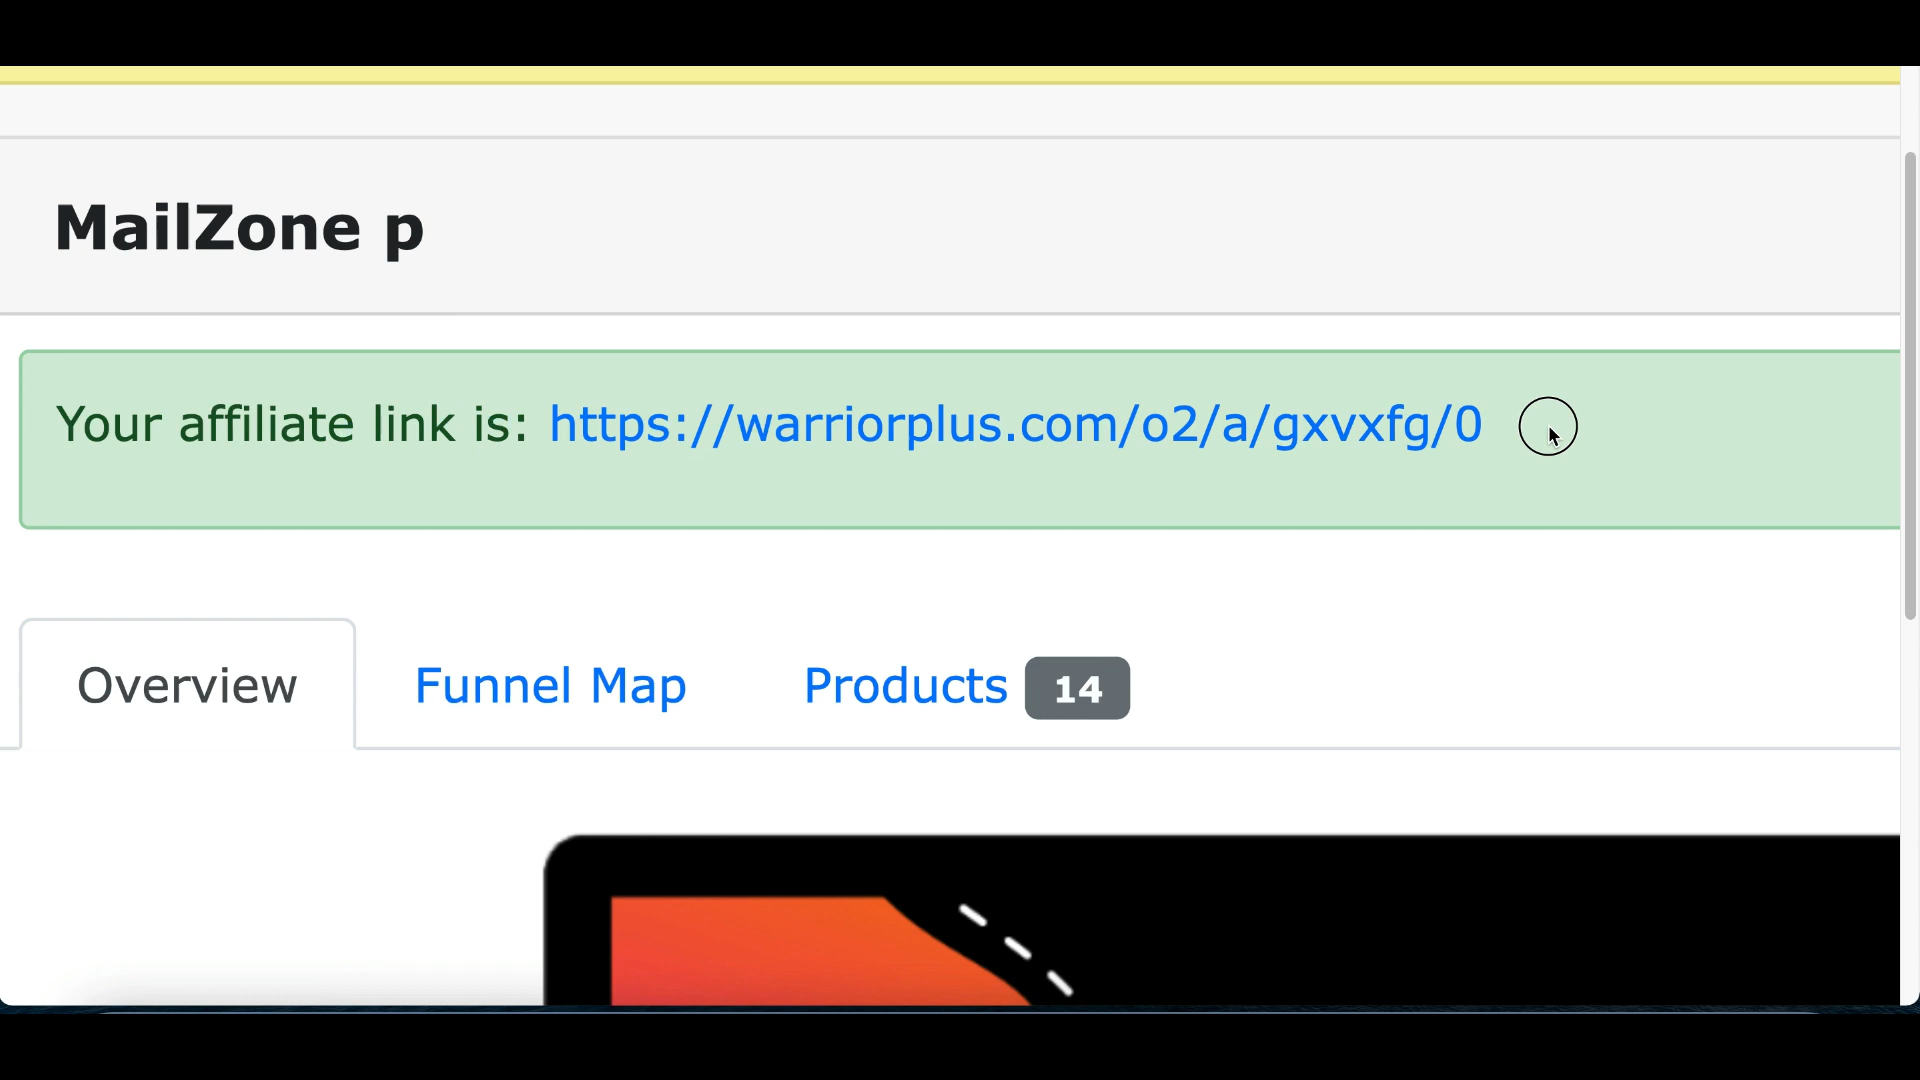 MailZone p
Your affiliate link is: https://warriorplus.com/o2/a/gxvxfg/0
Overview Funnel Map Products 14